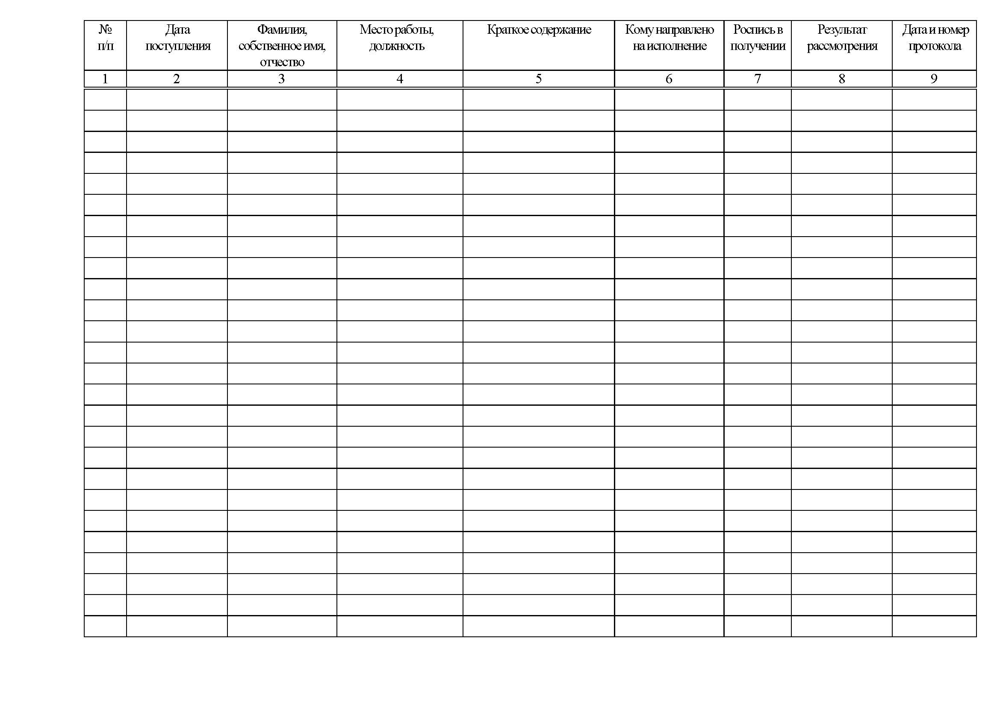 № п/п
Дата поступления
Фамилия, собственное имя, отчество
Место работы, должность
Краткое содержание
Кому направлено на исполнение
Роспись в получении
Результат рассмотрения
Дата и номер протокола
1 2 3 4 5 6 7 8 9